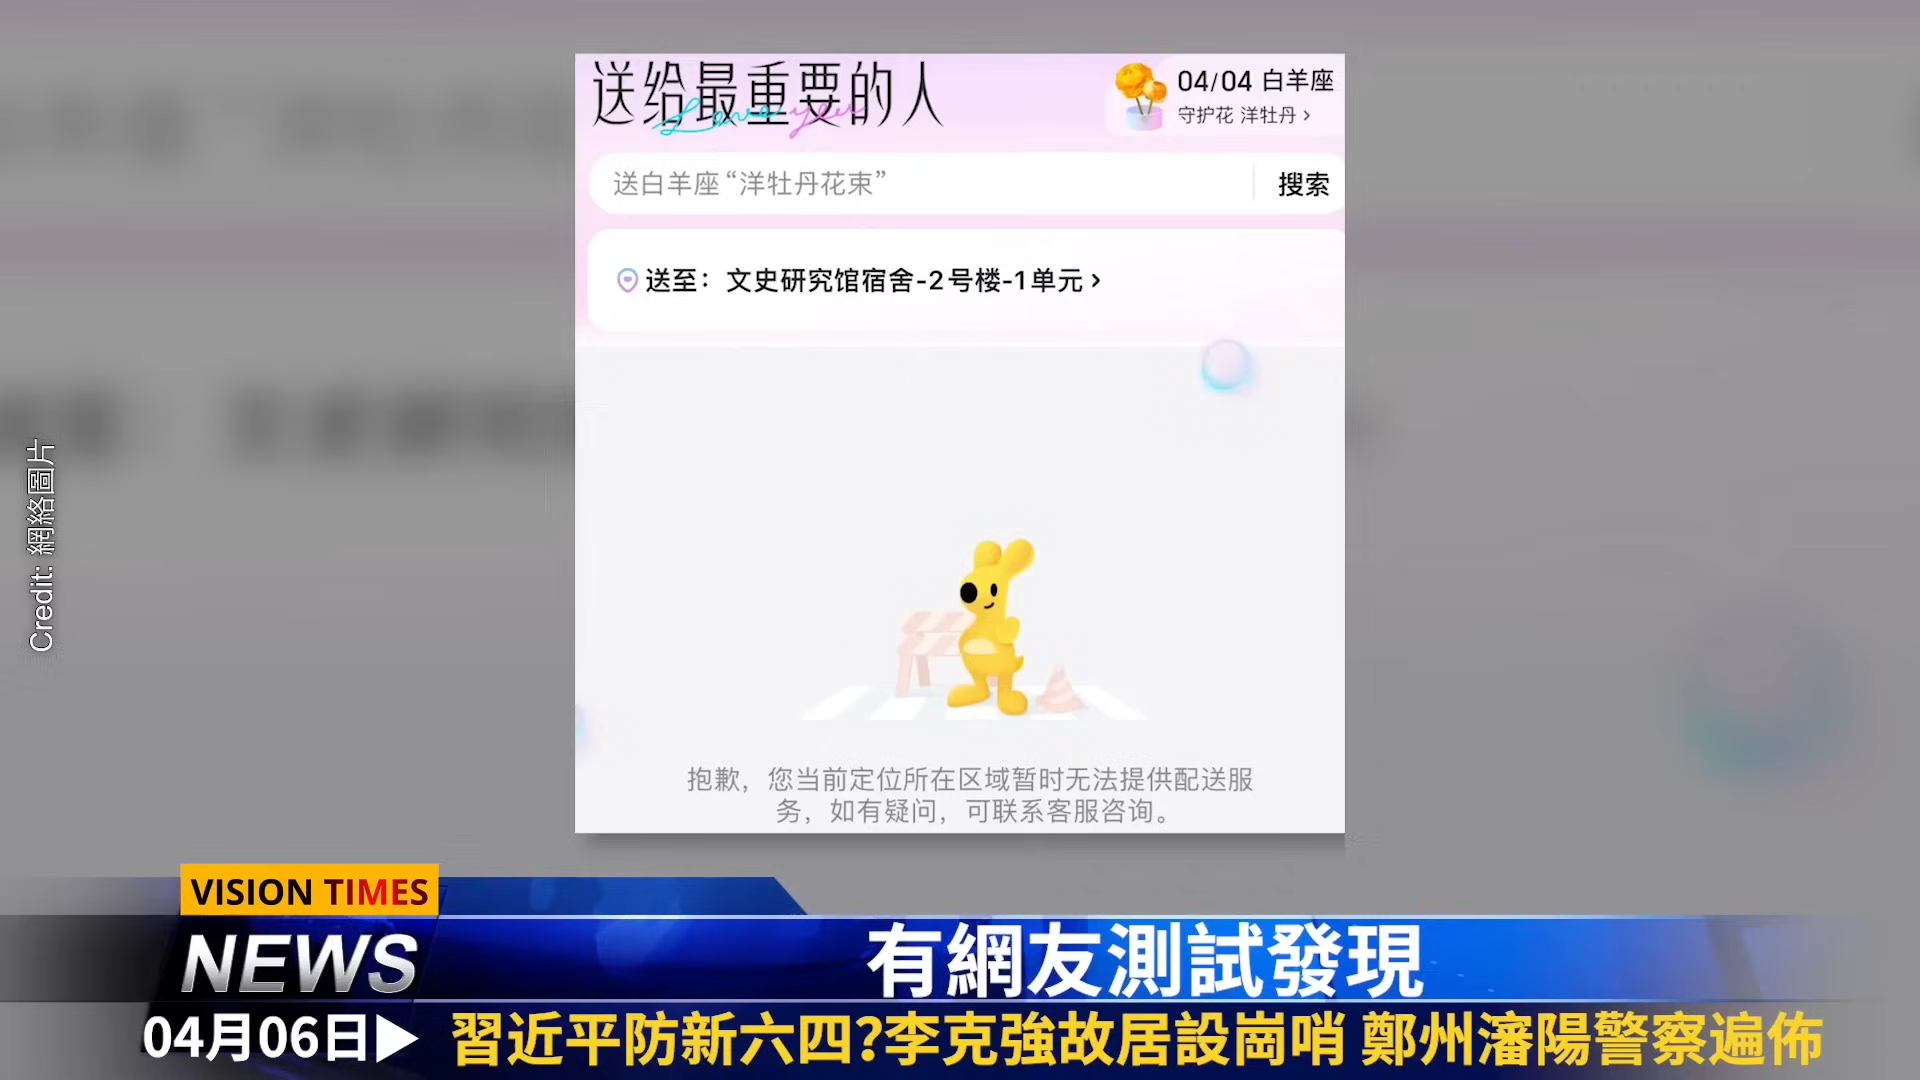 送给最重要的人
Love you
04/04 白羊座
守护花 洋牡丹 ›
送白羊座“洋牡丹花束”
搜索
送至：文史研究馆宿舍-2号楼-1单元 ›
抱歉，您当前定位所在区域暂时无法提供配送服
务，如有疑问，可联系客服咨询。
Credit: 網絡圖片
VISION TIMES
NEWS
有網友測試發現
04月06日▶
習近平防新六四?李克強故居設崗哨 鄭州瀋陽警察遍佈